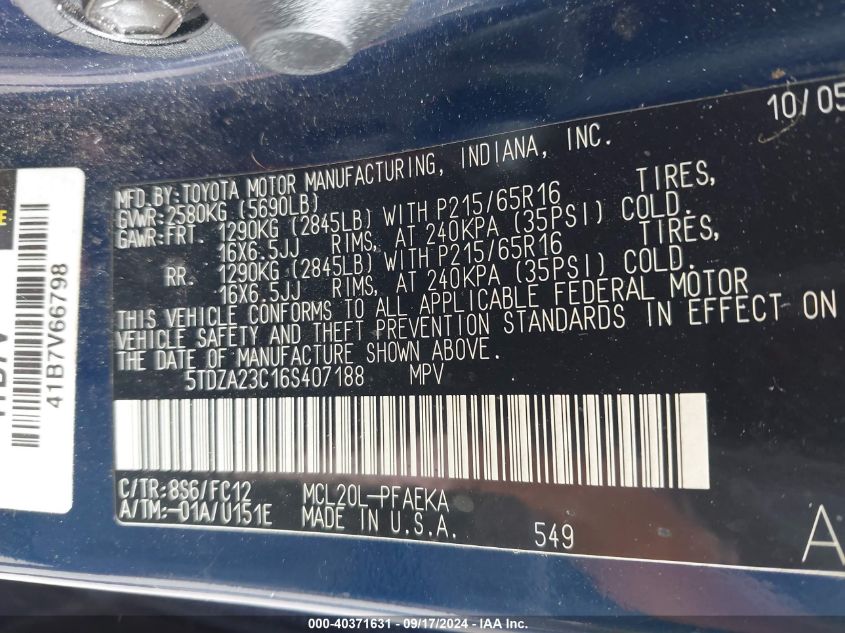 10/05
MFD.BY:TOYOTA MOTOR MANUFACTURING, INDIANA, INC.
GVWR:2580KG (5690LB)
GAWR:FRT. 1290KG (2845LB) WITH P215/65R16 TIRES,
16X6.5JJ RIMS, AT 240KPA (35PSI) COLD.
RR. 1290KG (2845LB) WITH P215/65R16 TIRES,
16X6.5JJ RIMS, AT 240KPA (35PSI) COLD.
THIS VEHICLE CONFORMS TO ALL APPLICABLE FEDERAL MOTOR
VEHICLE SAFETY AND THEFT PREVENTION STANDARDS IN EFFECT ON
THE DATE OF MANUFACTURE SHOWN ABOVE.
5TDZA23C16S407188 MPV
C/TR:8S6/FC12 MCL20L-PFAEKA
A/TM:-01A/U151E MADE IN U.S.A.
549
A
41B7V66798
000-40371631 - 09/17/2024 - IAA Inc.